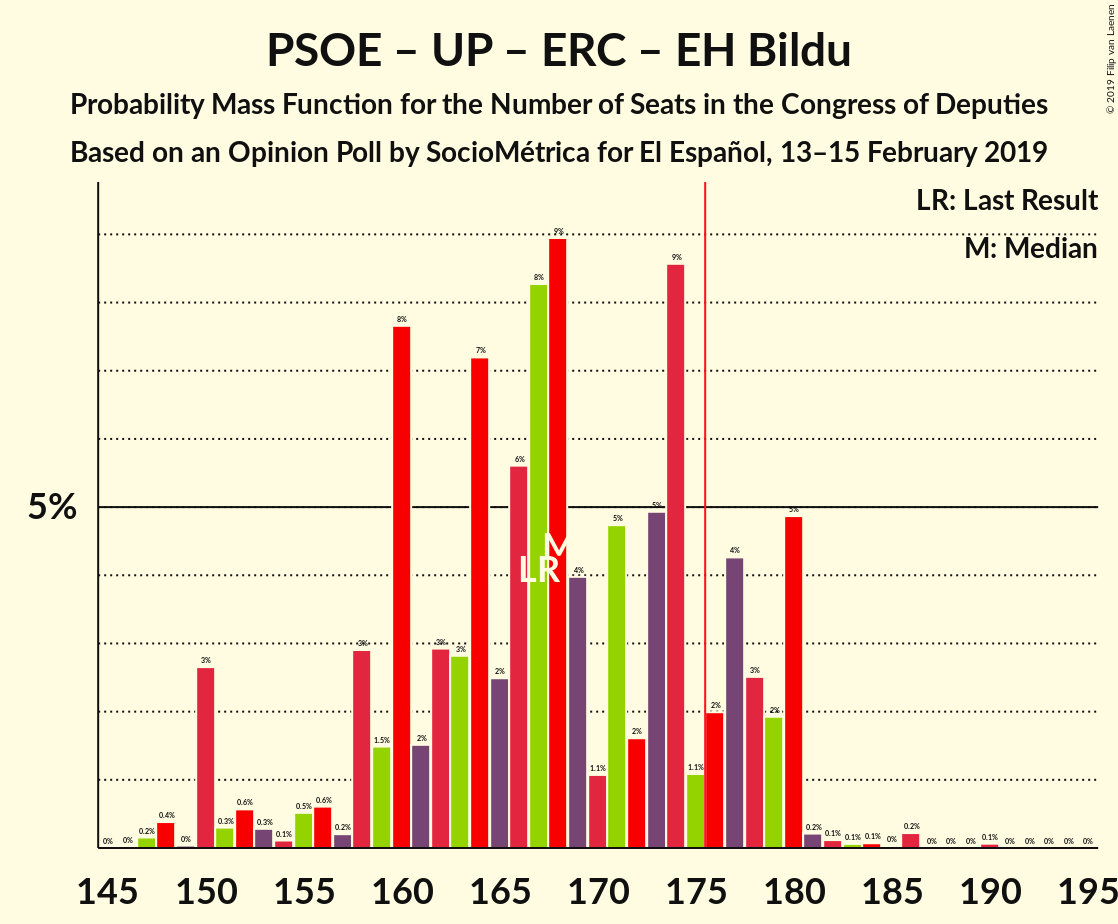 PSOE – UP – ERC – EH Bildu
Probability Mass Function for the Number of Seats in the Congress of Deputies
Based on an Opinion Poll by SocioMétrica for El Español, 13–15 February 2019
© 2019 Filip van Laenen
LR: Last Result
M: Median
5%
0% 0% 0.2% 0.4% 0% 3% 0.3% 0.6% 0.3% 0.1% 0.5% 0.6% 0.2% 3% 1.5% 8% 2% 3% 3% 7% 2% 6% 8% 9% 4% 1.1% 5% 2% 5% 9% 1.1% 2% 4% 3% 2% 5% 0.2% 0.1% 0.1% 0.1% 0% 0.2% 0% 0% 0% 0.1% 0% 0% 0% 0% 0%
M
LR
145 150 155 160 165 170 175 180 185 190 195